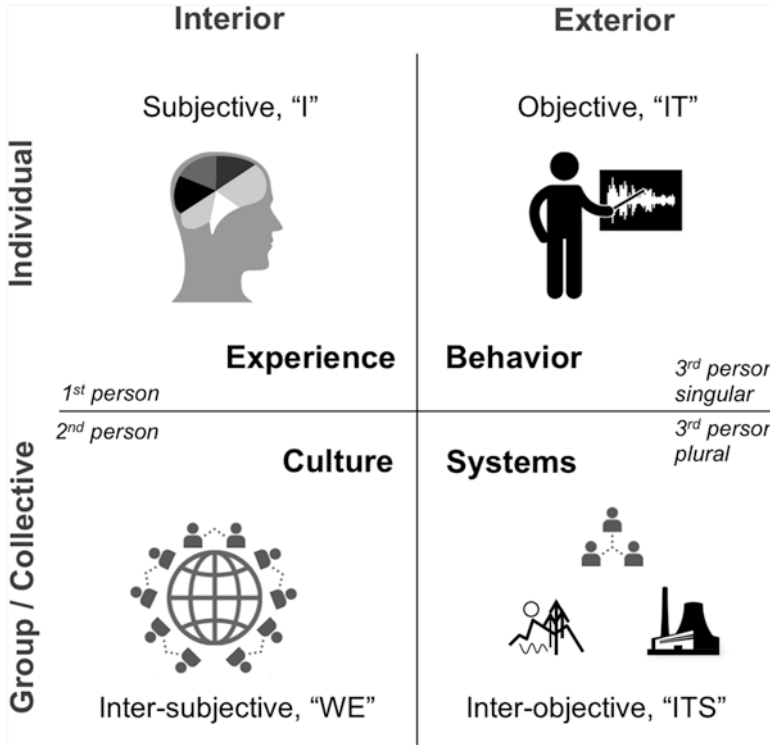 Interior
Exterior
Individual
Subjective, “I”
Objective, “IT”
Experience
Behavior
1st person
3rd person
singular
Group / Collective
2nd person
3rd person
plural
Culture
Systems
Inter-subjective, “WE”
Inter-objective, “ITS”